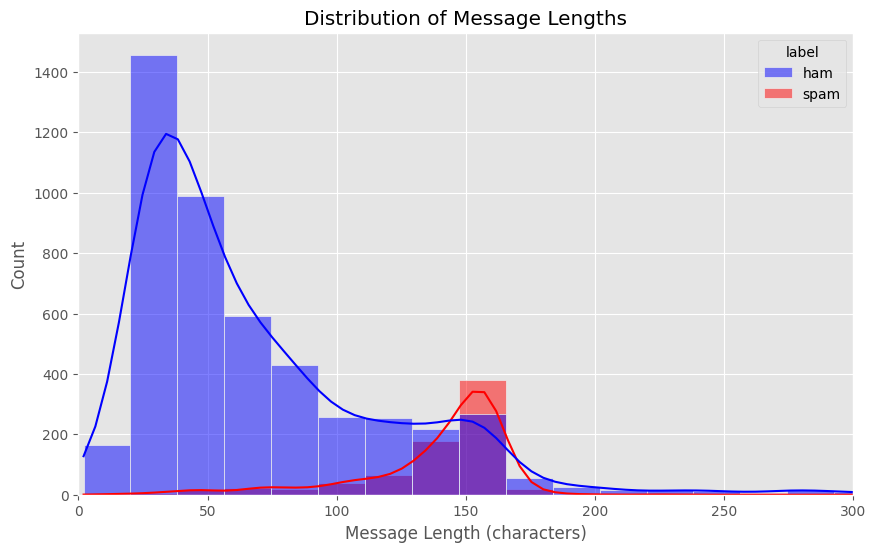 Distribution of Message Lengths
label
ham
spam
1400
1200
1000
800
600
400
200
0
Count
0 50 100 150 200 250 300
Message Length (characters)